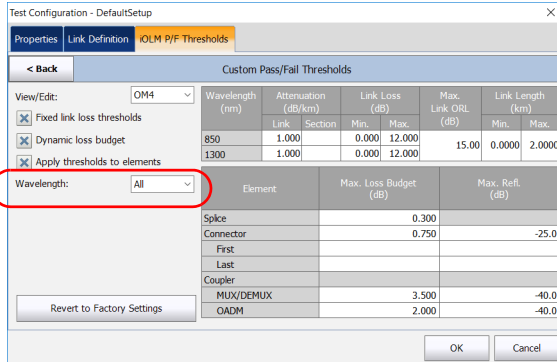 Test Configuration - DefaultSetup
Properties Link Definition iOLM P/F Thresholds
< Back Custom Pass/Fail Thresholds
View/Edit: OM4
Fixed link loss thresholds
Dynamic loss budget
Apply thresholds to elements
Wavelength: All
Revert to Factory Settings
Wavelength (nm) Attenuation (dB/km) Link Loss (dB) Max. Link ORL (dB) Link Length (km)
Link Section Min. Max. Min. Max.
850 1.000 0.000 12.000 15.00 0.0000 2.0000
1300 1.000 0.000 12.000
Element Max. Loss Budget (dB) Max. Refl. (dB)
Splice 0.300
Connector 0.750 -25.0
First
Last
Coupler
MUX/DEMUX 3.500 -40.0
OADM 2.000 -40.0
OK Cancel